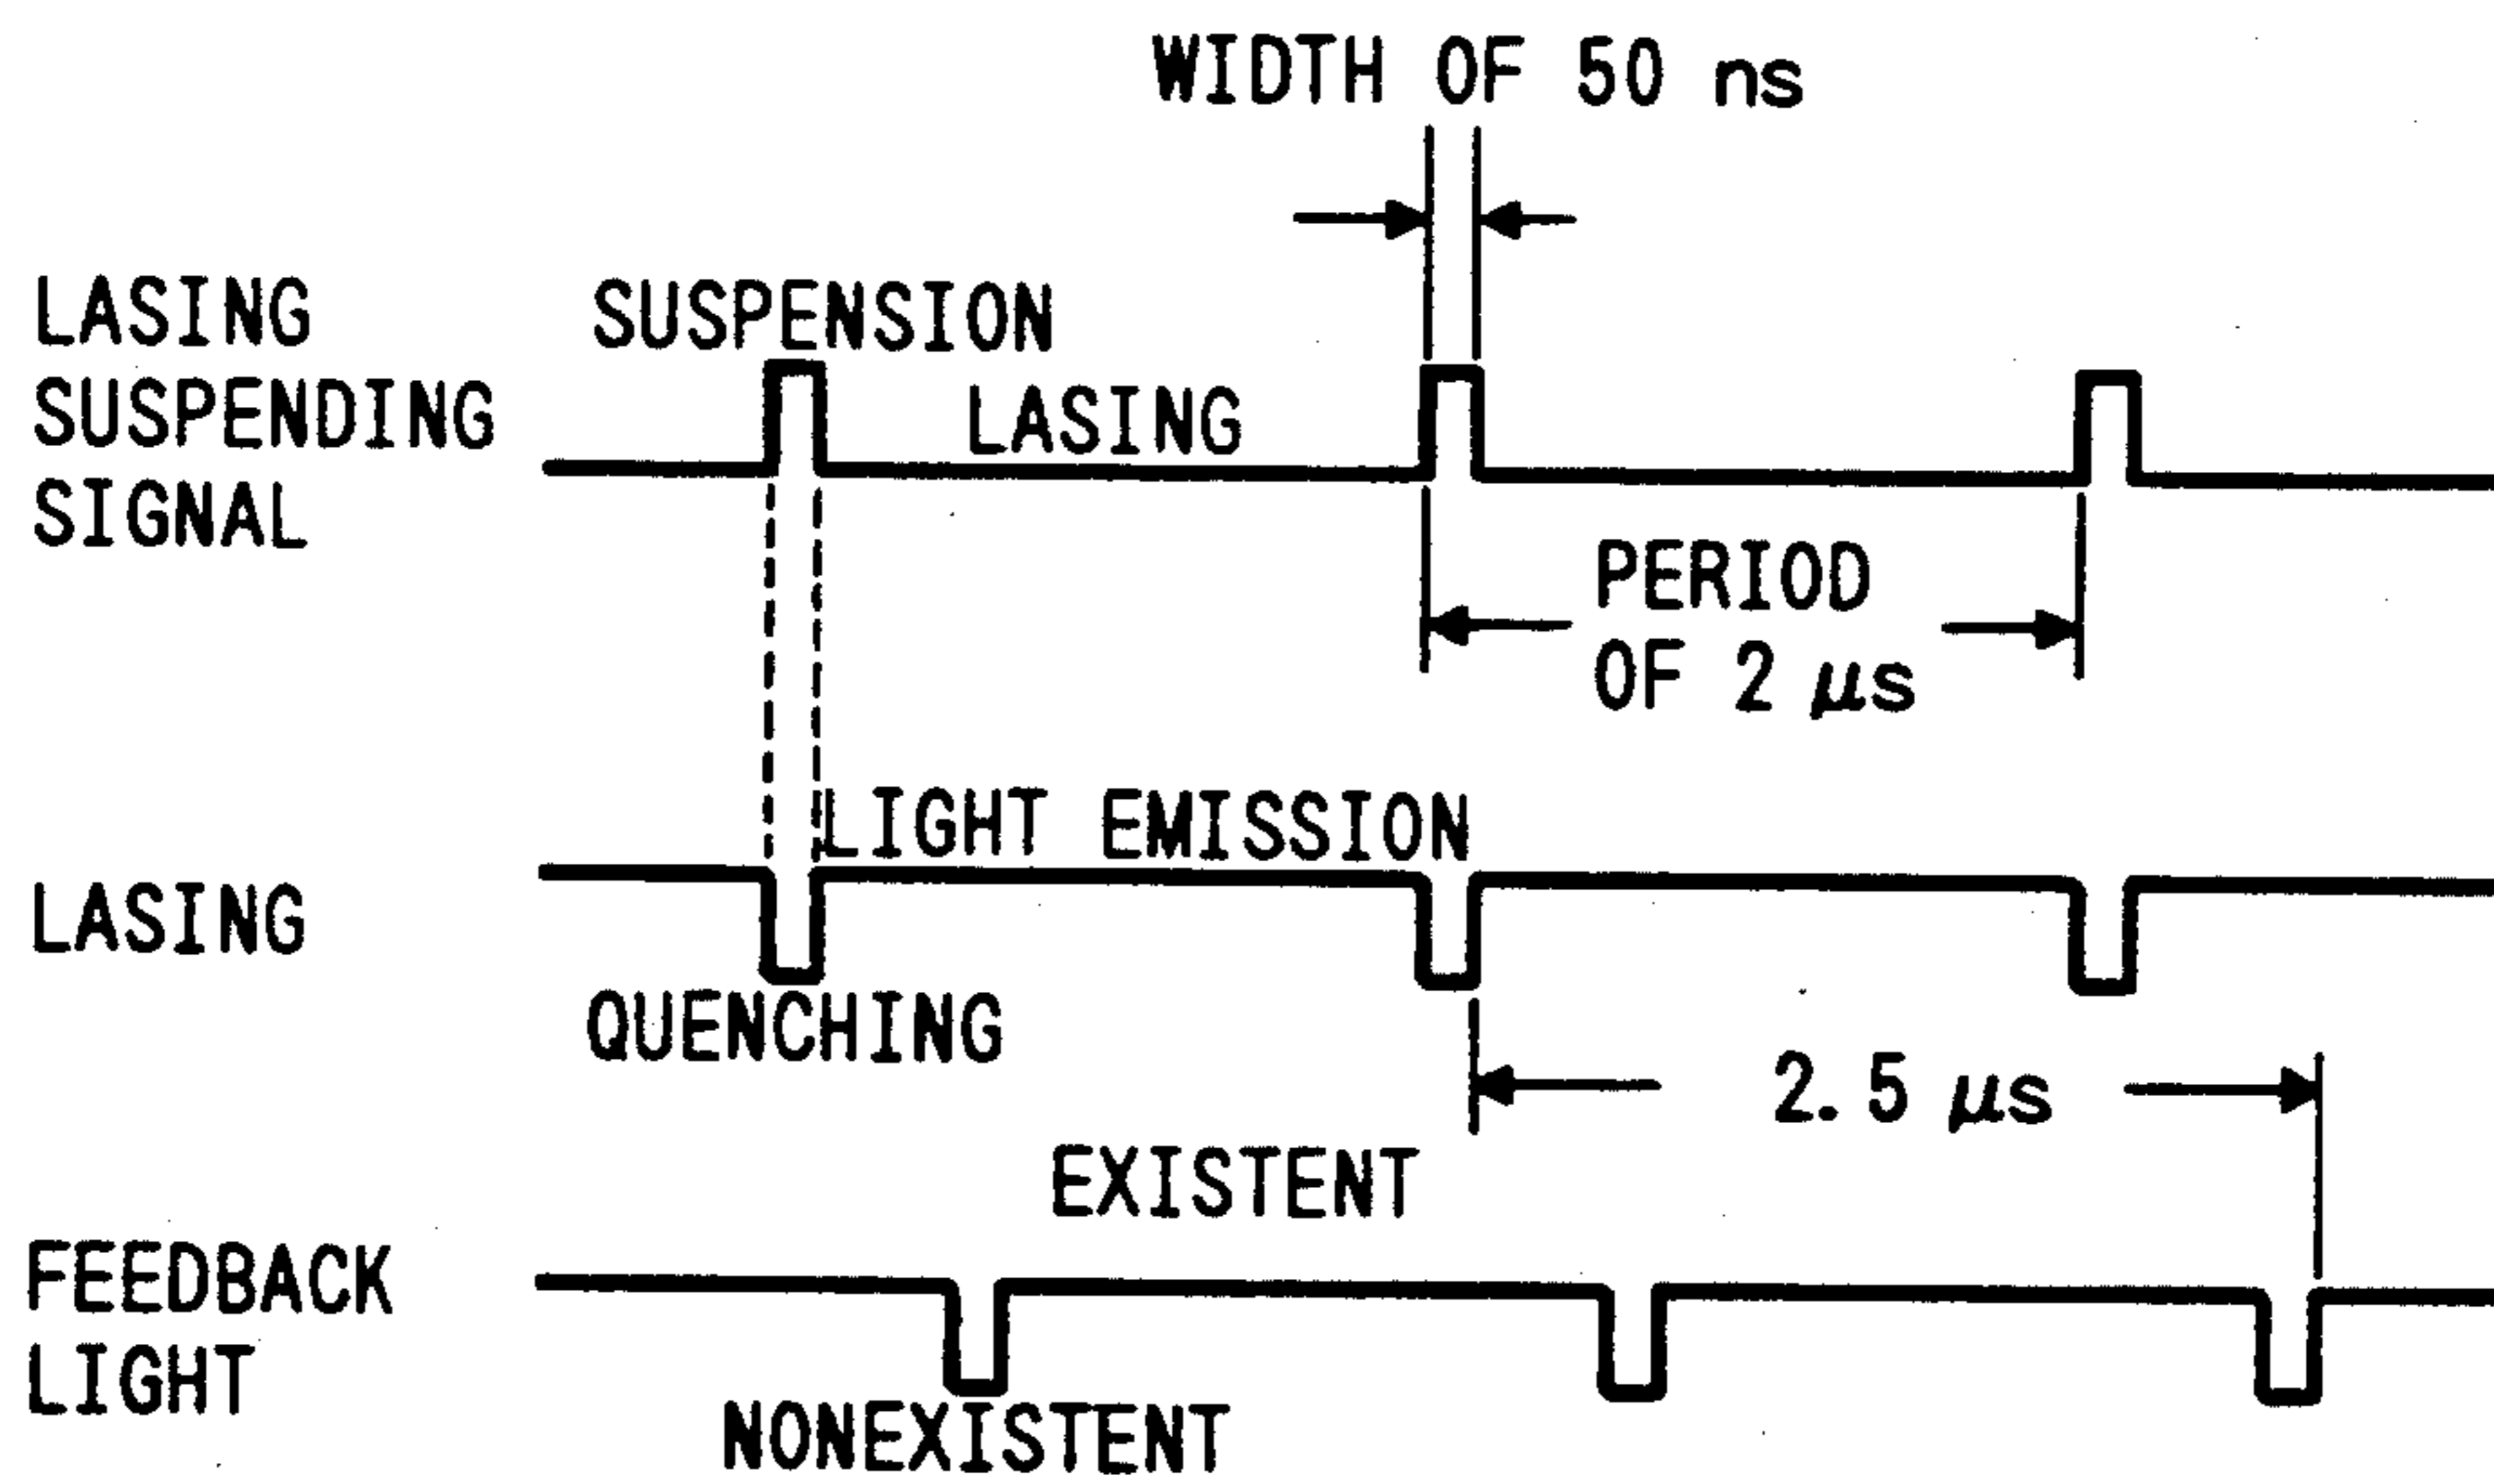 WIDTH OF 50 ns
LASING
SUSPENDING
SIGNAL
SUSPENSION
LASING
PERIOD
OF 2 μs
LIGHT EMISSION
LASING
QUENCHING
2.5 μs
EXISTENT
FEEDBACK
LIGHT
NONEXISTENT